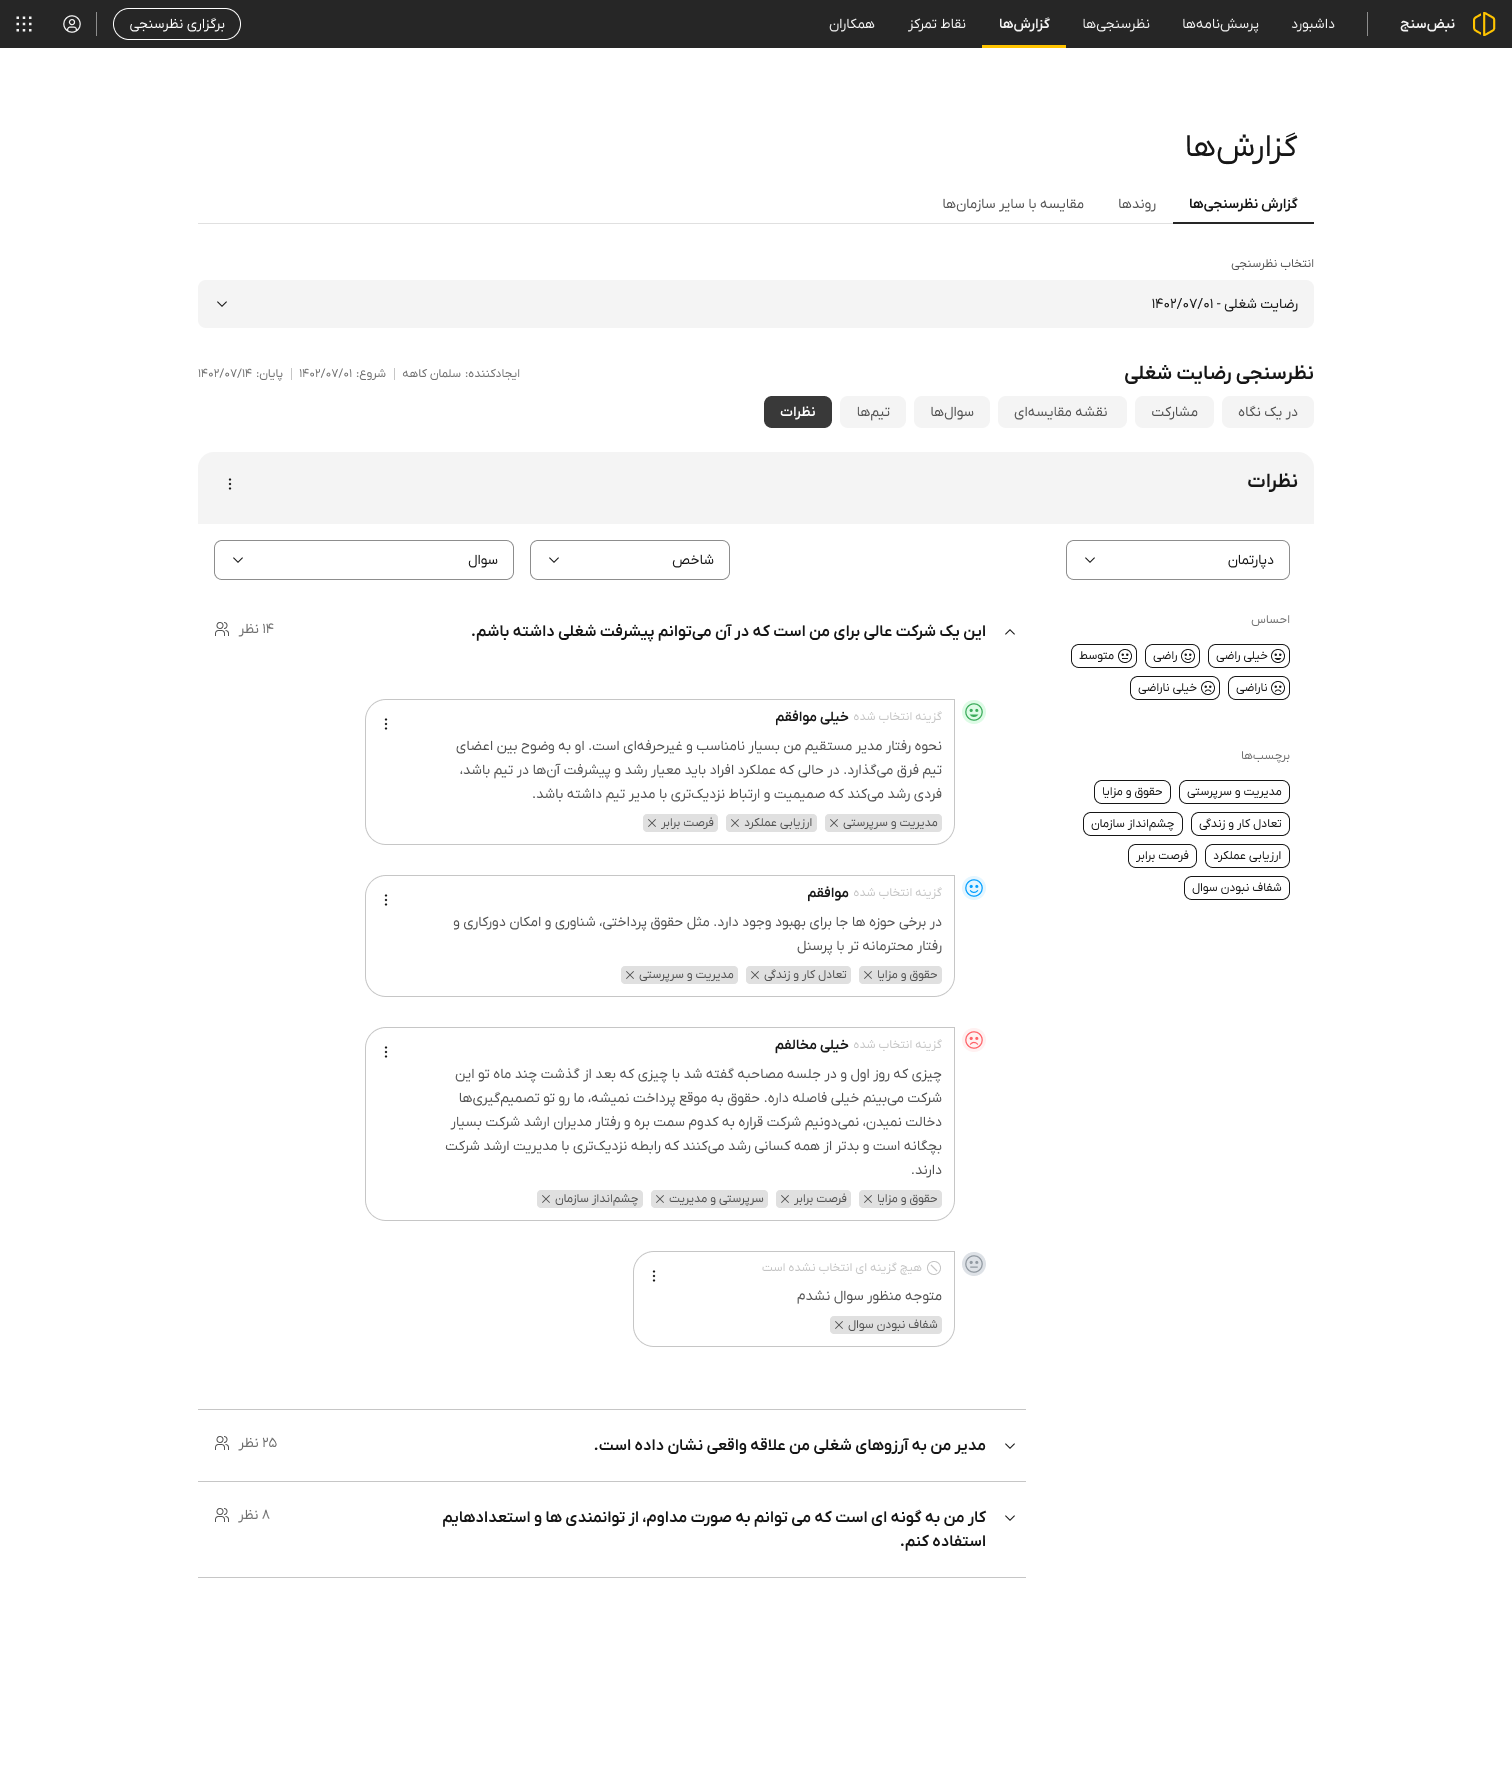 نبض‌سنج
داشبورد
پرسش‌نامه‌ها
نظرسنجی‌ها
گزارش‌ها
نقاط تمرکز
همکاران
برگزاری نظرسنجی
گزارش‌ها
گزارش نظرسنجی‌ها
روندها
مقایسه با سایر سازمان‌ها
انتخاب نظرسنجی
رضایت شغلی - ۱۴۰۲/۰۷/۰۱
نظرسنجی رضایت شغلی
ایجادکننده: سلمان کاهه | شروع: ۱۴۰۲/۰۷/۰۱ | پایان: ۱۴۰۲/۰۷/۱۴
در یک نگاه
مشارکت
نقشه مقایسه‌ای
سوال‌ها
تیم‌ها
نظرات
نظرات
دپارتمان
شاخص
سوال
احساس
خیلی راضی
راضی
متوسط
ناراضی
خیلی ناراضی
برچسب‌ها
مدیریت و سرپرستی
حقوق و مزایا
تعادل کار و زندگی
چشم‌انداز سازمان
ارزیابی عملکرد
فرصت برابر
شفاف نبودن سوال
این یک شرکت عالی برای من است که در آن می‌توانم پیشرفت شغلی داشته باشم.
۱۴ نظر
گزینه انتخاب شده خیلی موافقم
نحوه رفتار مدیر مستقیم من بسیار نامناسب و غیرحرفه‌ای است. او به وضوح بین اعضای
تیم فرق می‌گذارد. در حالی که عملکرد افراد باید معیار رشد و پیشرفت آن‌ها در تیم باشد،
فردی رشد می‌کند که صمیمیت و ارتباط نزدیک‌تری با مدیر تیم داشته باشد.
مدیریت و سرپرستی
ارزیابی عملکرد
فرصت برابر
گزینه انتخاب شده موافقم
در برخی حوزه ها جا برای بهبود وجود دارد. مثل حقوق پرداختی، شناوری و امکان دورکاری و
رفتار محترمانه تر با پرسنل
حقوق و مزایا
تعادل کار و زندگی
مدیریت و سرپرستی
گزینه انتخاب شده خیلی مخالفم
چیزی که روز اول و در جلسه مصاحبه گفته شد با چیزی که بعد از گذشت چند ماه تو این
شرکت می‌بینم خیلی فاصله داره. حقوق به موقع پرداخت نمیشه، ما رو تو تصمیم‌گیری‌ها
دخالت نمیدن، نمی‌دونیم شرکت قراره به کدوم سمت بره و رفتار مدیران ارشد شرکت بسیار
بچگانه است و بدتر از همه کسانی رشد می‌کنند که رابطه نزدیک‌تری با مدیریت ارشد شرکت
دارند.
حقوق و مزایا
فرصت برابر
سرپرستی و مدیریت
چشم‌انداز سازمان
هیچ گزینه ای انتخاب نشده است
متوجه منظور سوال نشدم
شفاف نبودن سوال
مدیر من به آرزوهای شغلی من علاقه واقعی نشان داده است.
۲۵ نظر
کار من به گونه ای است که می توانم به صورت مداوم، از توانمندی ها و استعدادهایم
استفاده کنم.
۸ نظر